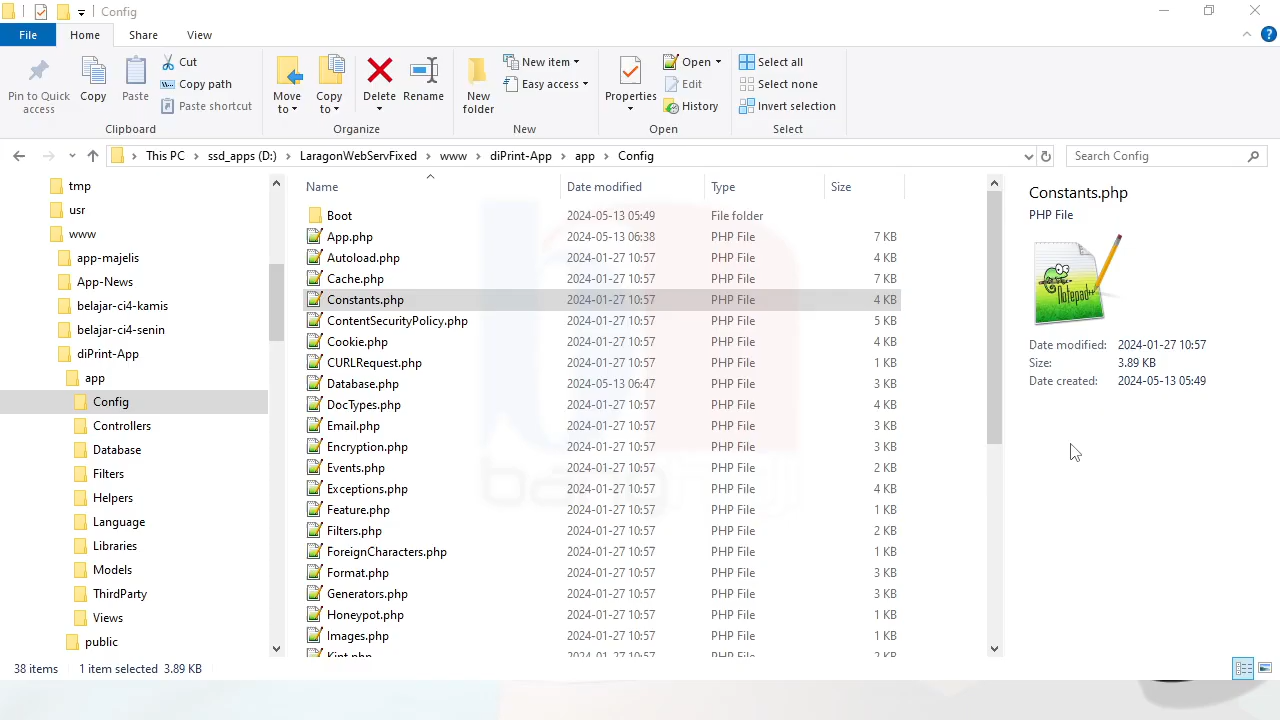 Config
File
Home
Share
View
Pin to Quick access
Copy
Paste
Cut
Copy path
Paste shortcut
Clipboard
Move to
Copy to
Delete
Rename
Organize
New folder
New item
Easy access
New
Properties
Open
Edit
History
Open
Select all
Select none
Invert selection
Select
This PC > ssd_apps (D:) > LaragonWebServFixed > www > diPrint-App > app > Config
Search Config
tmp
usr
www
app-majelis
App-News
belajar-ci4-kamis
belajar-ci4-senin
diPrint-App
app
Config
Controllers
Database
Filters
Helpers
Language
Libraries
Models
ThirdParty
Views
public
Name Date modified Type Size
Boot 2024-05-13 05:49 File folder
App.php 2024-05-13 06:38 PHP File 7 KB
Autoload.php 2024-01-27 10:57 PHP File 4 KB
Cache.php 2024-01-27 10:57 PHP File 7 KB
Constants.php 2024-01-27 10:57 PHP File 4 KB
ContentSecurityPolicy.php 2024-01-27 10:57 PHP File 5 KB
Cookie.php 2024-01-27 10:57 PHP File 4 KB
CURLRequest.php 2024-01-27 10:57 PHP File 1 KB
Database.php 2024-05-13 06:47 PHP File 3 KB
DocTypes.php 2024-01-27 10:57 PHP File 4 KB
Email.php 2024-01-27 10:57 PHP File 3 KB
Encryption.php 2024-01-27 10:57 PHP File 3 KB
Events.php 2024-01-27 10:57 PHP File 2 KB
Exceptions.php 2024-01-27 10:57 PHP File 4 KB
Feature.php 2024-01-27 10:57 PHP File 1 KB
Filters.php 2024-01-27 10:57 PHP File 2 KB
ForeignCharacters.php 2024-01-27 10:57 PHP File 1 KB
Format.php 2024-01-27 10:57 PHP File 3 KB
Generators.php 2024-01-27 10:57 PHP File 3 KB
Honeypot.php 2024-01-27 10:57 PHP File 1 KB
Images.php 2024-01-27 10:57 PHP File 1 KB
Kint.php 2024-01-27 10:57 PHP File 2 KB
Constants.php
PHP File
Notepad++
Date modified: 2024-01-27 10:57
Size: 3.89 KB
Date created: 2024-05-13 05:49
38 items 1 item selected 3.89 KB